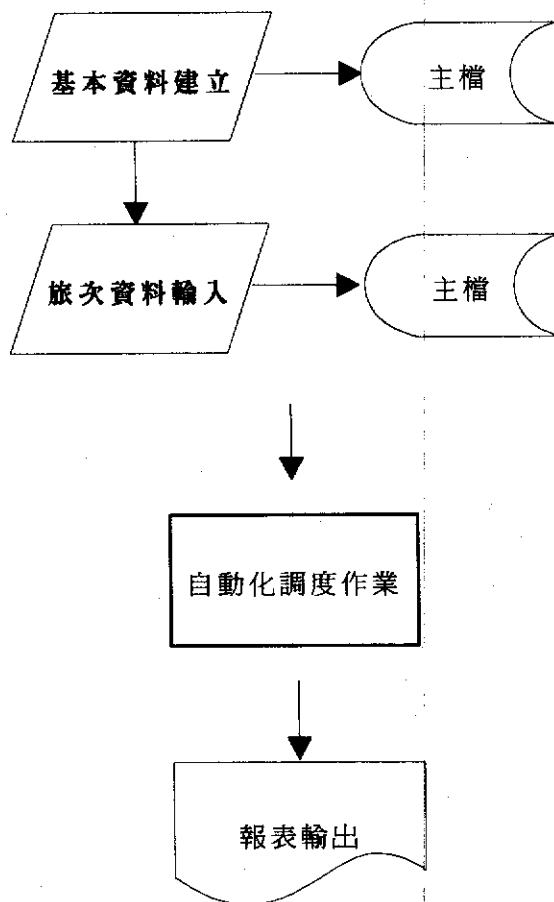 基本資料建立
主檔
旅次資料輸入
主檔
自動化調度作業
報表輸出